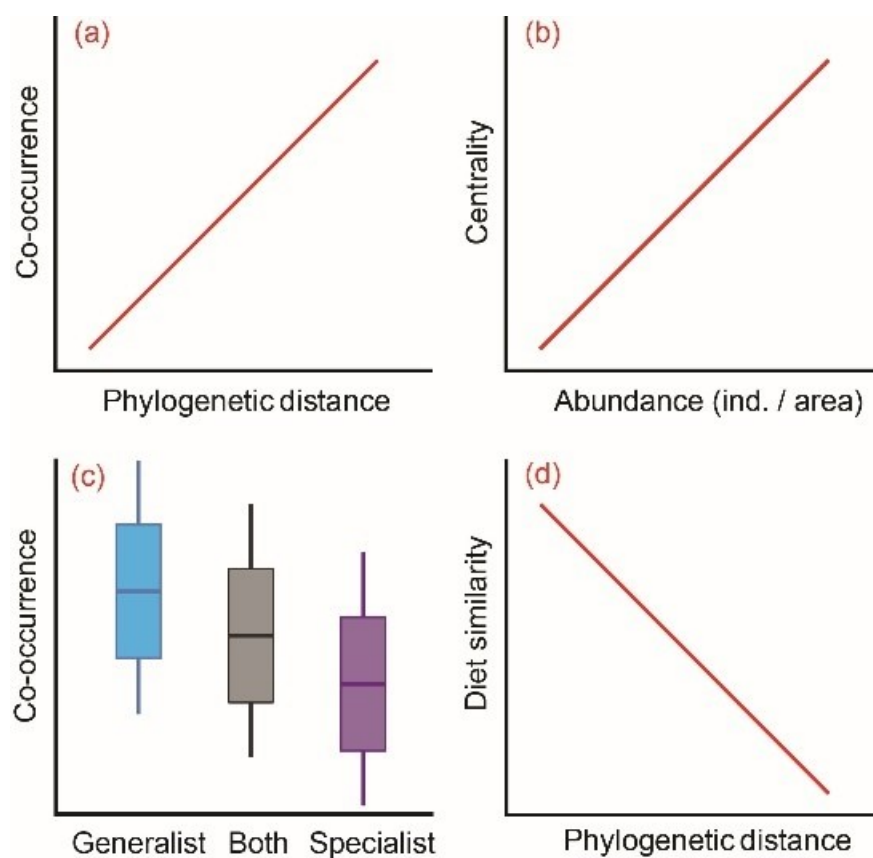 (a)
Co-occurrence
Phylogenetic distance
(b)
Centrality
Abundance (ind. / area)
(c)
Co-occurrence
Generalist Both Specialist
(d)
Diet similarity
Phylogenetic distance